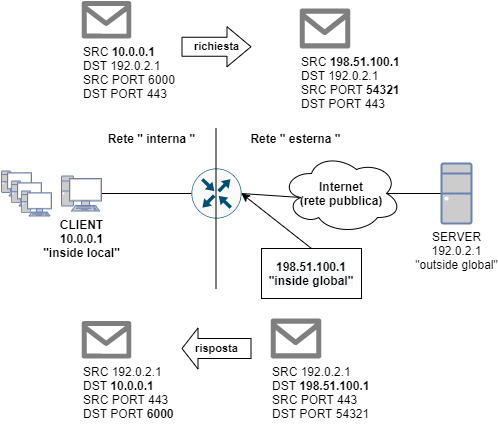 SRC 10.0.0.1
DST 192.0.2.1
SRC PORT 6000
DST PORT 443
richiesta
SRC 198.51.100.1
DST 192.0.2.1
SRC PORT 54321
DST PORT 443
Rete " interna "
Rete " esterna "
Internet
(rete pubblica)
CLIENT
10.0.0.1
"inside local"
SERVER
192.0.2.1
"outside global"
198.51.100.1
"inside global"
risposta
SRC 192.0.2.1
DST 10.0.0.1
SRC PORT 443
DST PORT 6000
SRC 192.0.2.1
DST 198.51.100.1
SRC PORT 443
DST PORT 54321